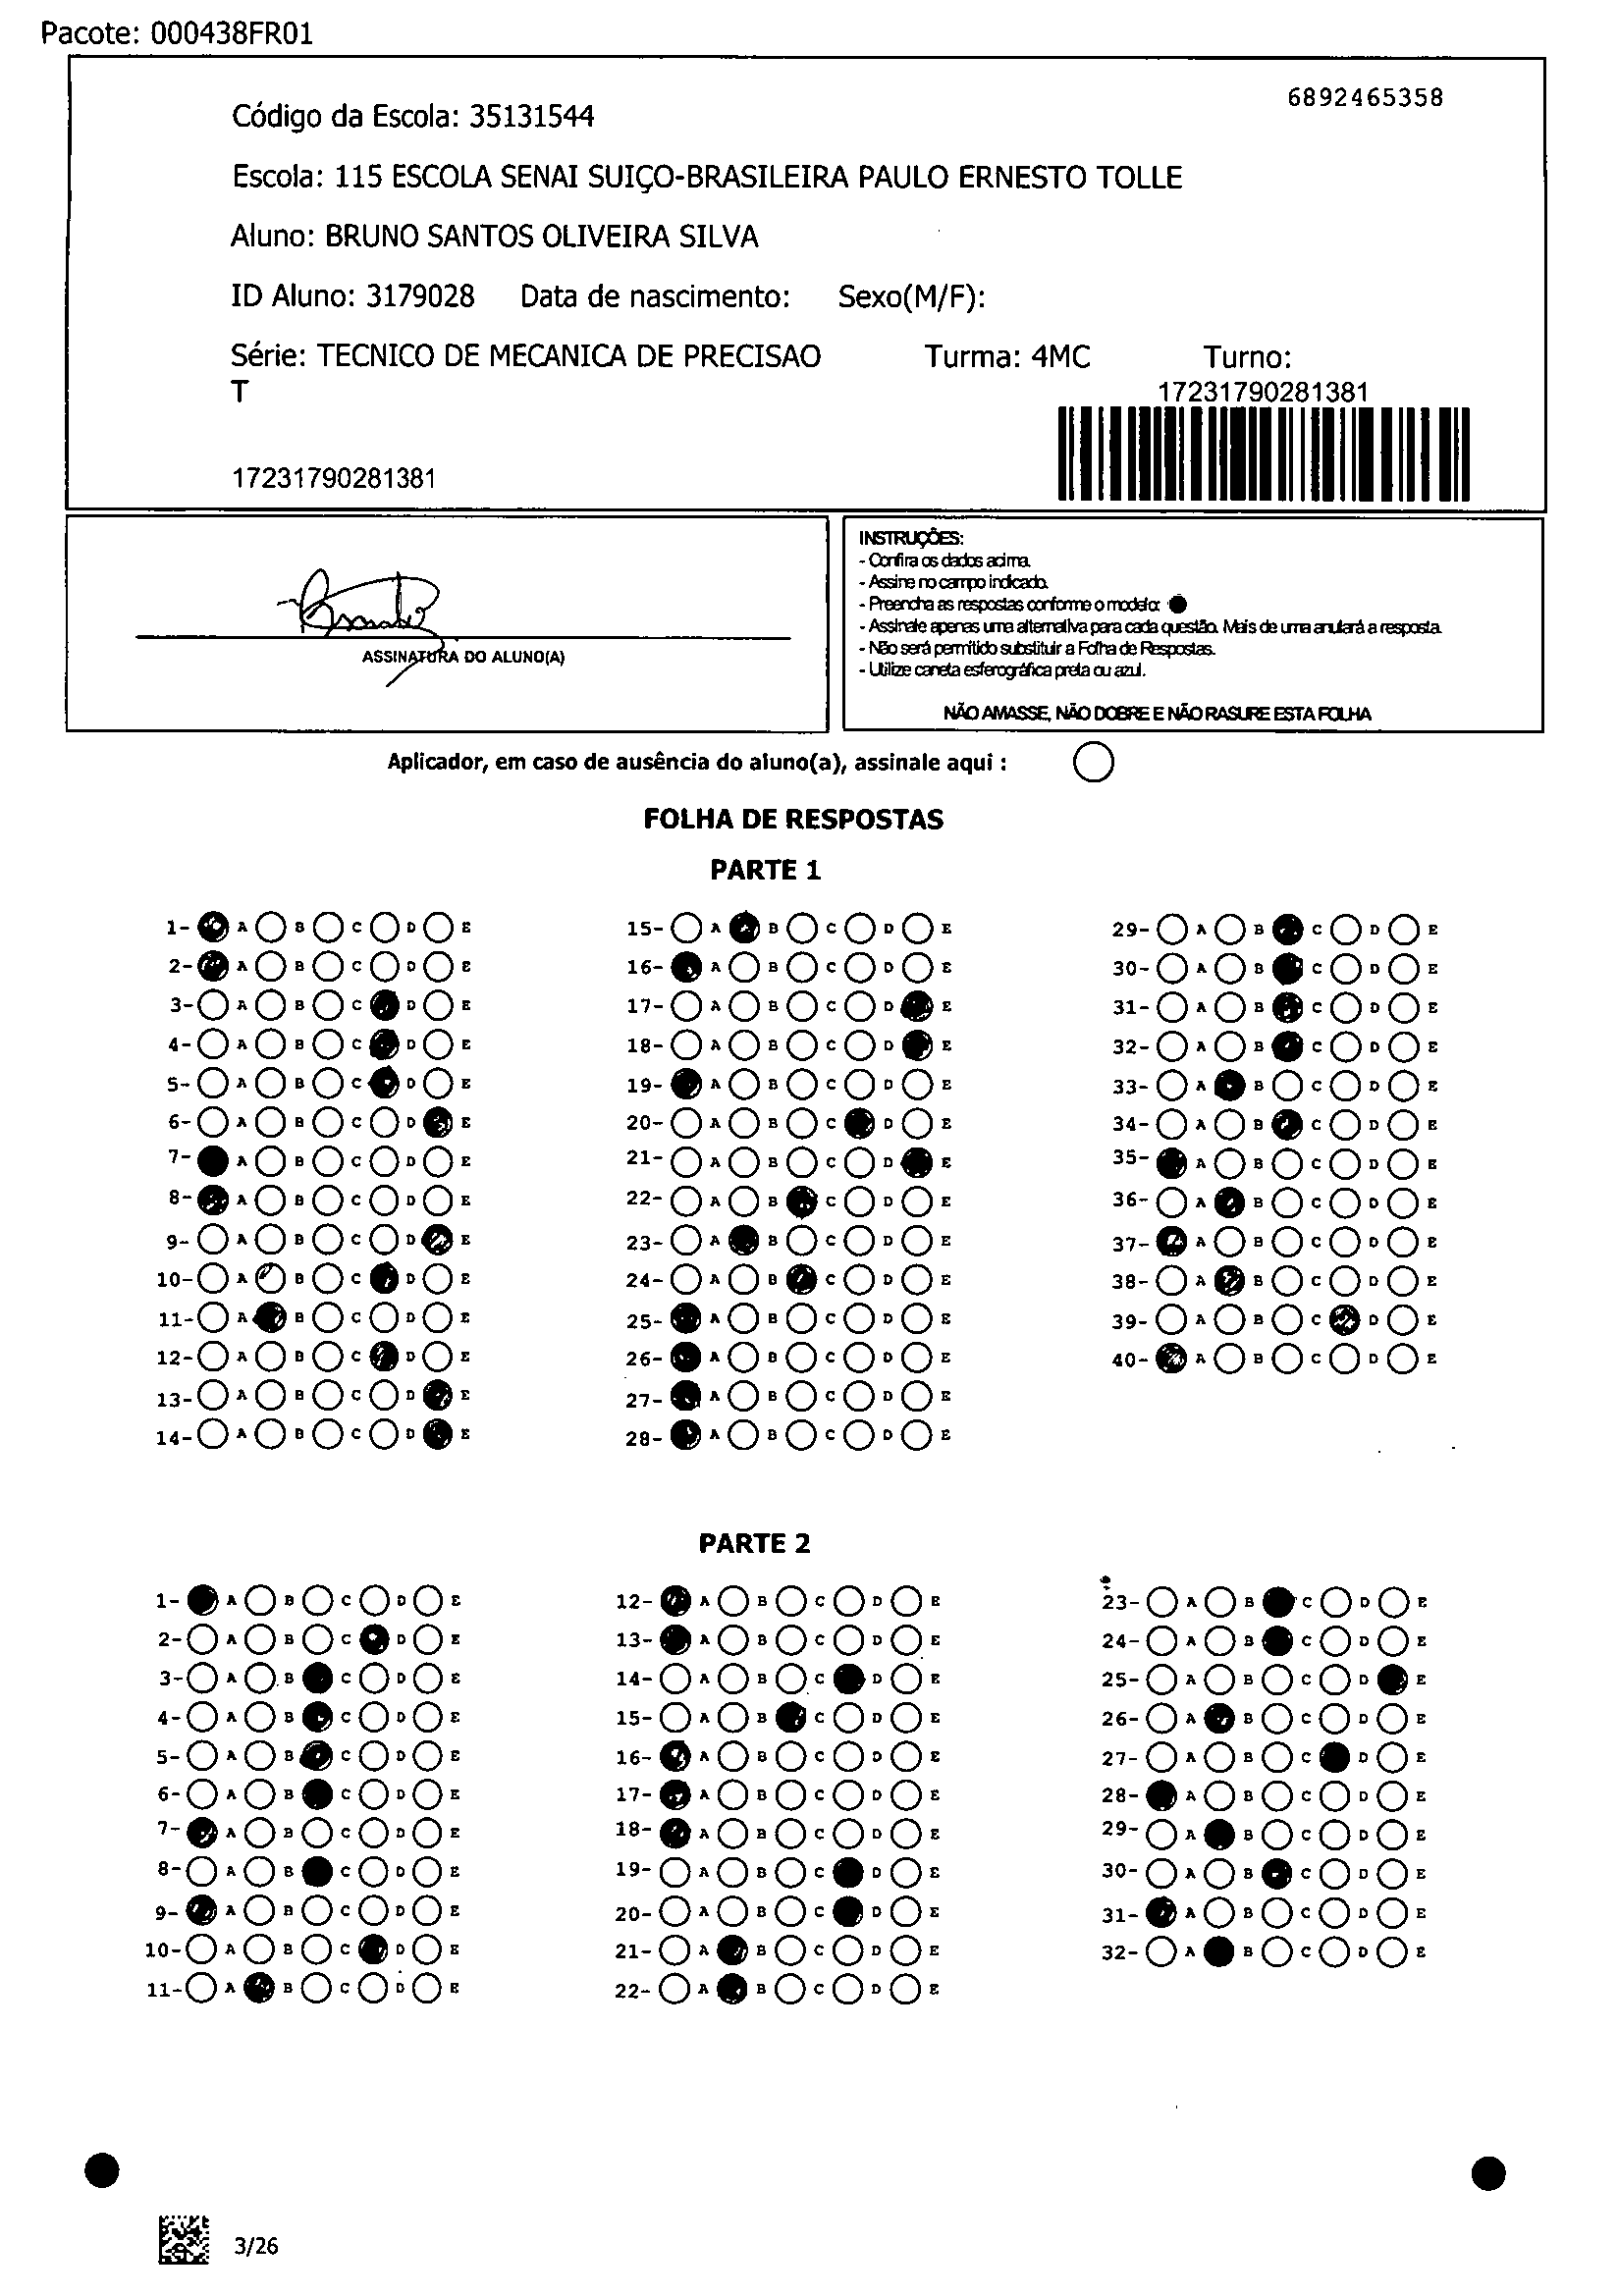 Pacote: 000438FR01
6892465358
Código da Escola: 35131544
Escola: 115 ESCOLA SENAI SUIÇO-BRASILEIRA PAULO ERNESTO TOLLE
Aluno: BRUNO SANTOS OLIVEIRA SILVA
ID Aluno: 3179028 Data de nascimento: Sexo(M/F):
Série: TECNICO DE MECANICA DE PRECISAO Turma: 4MC Turno:
T
17231790281381
17231790281381
ASSINATURA DO ALUNO(A)
INSTRUÇÕES:
- Confira os dados acima.
- Assine no campo indicado.
- Preencha as respostas conforme o modelo:
- Assinale apenas uma alternativa para cada questão. Mais de uma anulará a resposta.
- Não será permitido substituir a Folha de Respostas.
- Utilize caneta esferográfica preta ou azul.
NÃO AMASSE, NÃO DOBRE E NÃO RASURE ESTA FOLHA
Aplicador, em caso de ausência do aluno(a), assinale aqui :
FOLHA DE RESPOSTAS
PARTE 1
1- A B C D E
2- A B C D E
3- A B C D E
4- A B C D E
5- A B C D E
6- A B C D E
7- A B C D E
8- A B C D E
9- A B C D E
10- A B C D E
11- A B C D E
12- A B C D E
13- A B C D E
14- A B C D E
15- A B C D E
16- A B C D E
17- A B C D E
18- A B C D E
19- A B C D E
20- A B C D E
21- A B C D E
22- A B C D E
23- A B C D E
24- A B C D E
25- A B C D E
26- A B C D E
27- A B C D E
28- A B C D E
29- A B C D E
30- A B C D E
31- A B C D E
32- A B C D E
33- A B C D E
34- A B C D E
35- A B C D E
36- A B C D E
37- A B C D E
38- A B C D E
39- A B C D E
40- A B C D E
PARTE 2
1- A B C D E
2- A B C D E
3- A B C D E
4- A B C D E
5- A B C D E
6- A B C D E
7- A B C D E
8- A B C D E
9- A B C D E
10- A B C D E
11- A B C D E
12- A B C D E
13- A B C D E
14- A B C D E
15- A B C D E
16- A B C D E
17- A B C D E
18- A B C D E
19- A B C D E
20- A B C D E
21- A B C D E
22- A B C D E
23- A B C D E
24- A B C D E
25- A B C D E
26- A B C D E
27- A B C D E
28- A B C D E
29- A B C D E
30- A B C D E
31- A B C D E
32- A B C D E
3/26